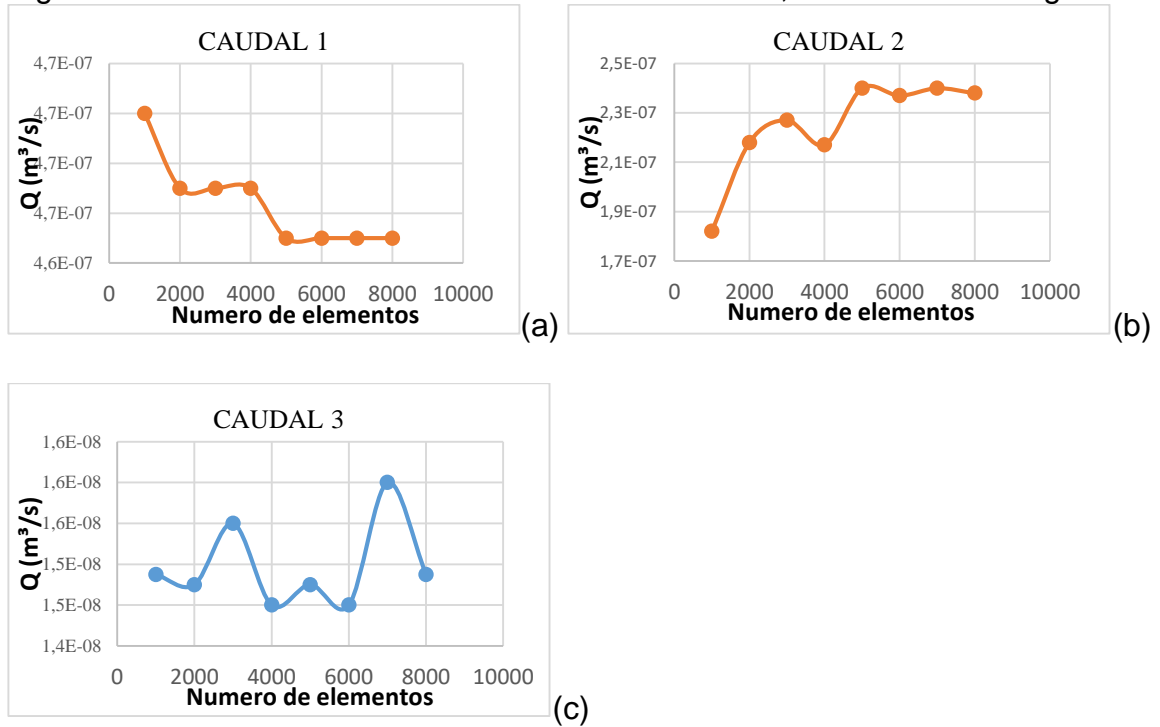 CAUDAL 1
4,7E-07
4,7E-07
4,7E-07
4,7E-07
4,6E-07
Q (m³/s)
0 2000 4000 6000 8000 10000
Numero de elementos
(a)
CAUDAL 2
2,5E-07
2,3E-07
2,1E-07
1,9E-07
1,7E-07
Q (m³/s)
0 2000 4000 6000 8000 10000
Numero de elementos
(b)
CAUDAL 3
1,6E-08
1,6E-08
1,6E-08
1,5E-08
1,5E-08
1,4E-08
Q (m³/s)
0 2000 4000 6000 8000 10000
Numero de elementos
(c)